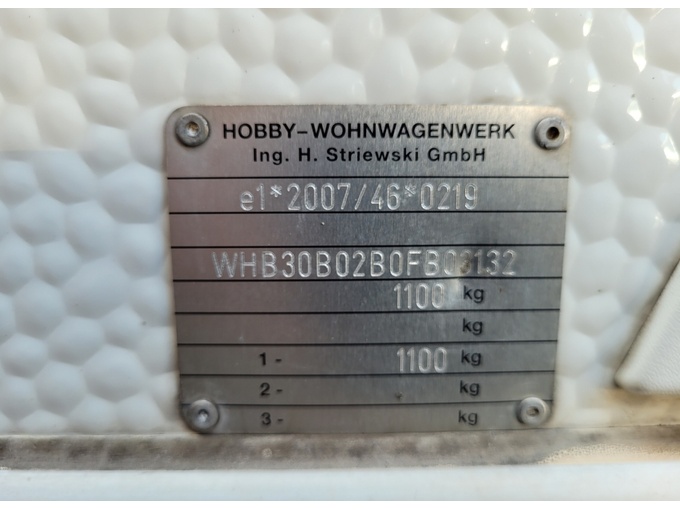 HOBBY-WOHNWAGENWERK
Ing. H. Striewski GmbH
e1*2007/46*0219
1100 kg
kg
1- 1100 kg
2- kg
3- kg